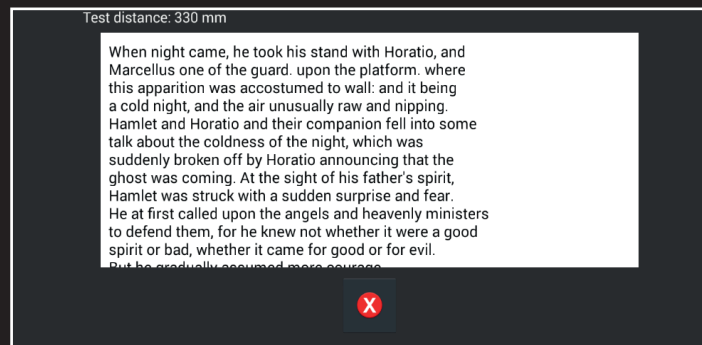 Test distance: 330 mm
When night came, he took his stand with Horatio, and
Marcellus one of the guard. upon the platform. where
this apparition was accostumed to wall: and it being
a cold night, and the air unusually raw and nipping.
Hamlet and Horatio and their companion fell into some
talk about the coldness of the night, which was
suddenly broken off by Horatio announcing that the
ghost was coming. At the sight of his father's spirit,
Hamlet was struck with a sudden surprise and fear.
He at first called upon the angels and heavenly ministers
to defend them, for he knew not whether it were a good
spirit or bad, whether it came for good or for evil.
But he gradually assumed more courage
X